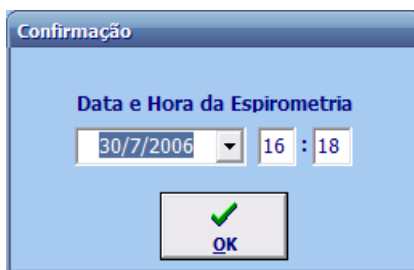 Confirmação
Data e Hora da Espirometria
30/7/2006 16 : 18
OK